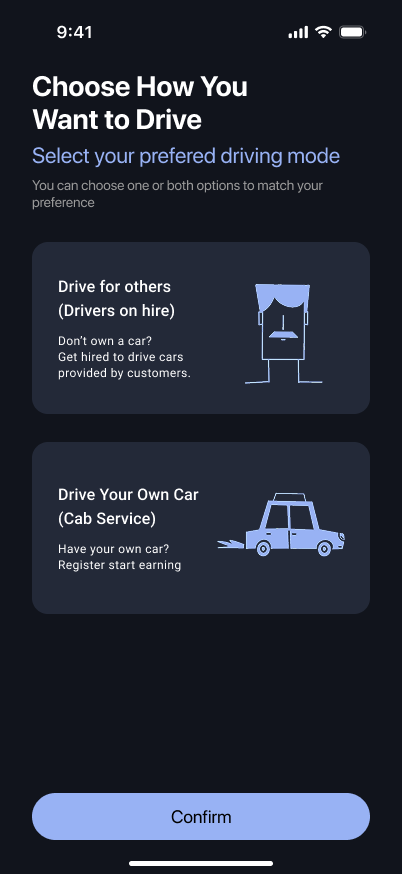 9:41
Choose How You
Want to Drive
Select your prefered driving mode
You can choose one or both options to match your
preference
Drive for others
(Drivers on hire)
Don't own a car?
Get hired to drive cars
provided by customers.
Drive Your Own Car
(Cab Service)
Have your own car?
Register start earning
Confirm